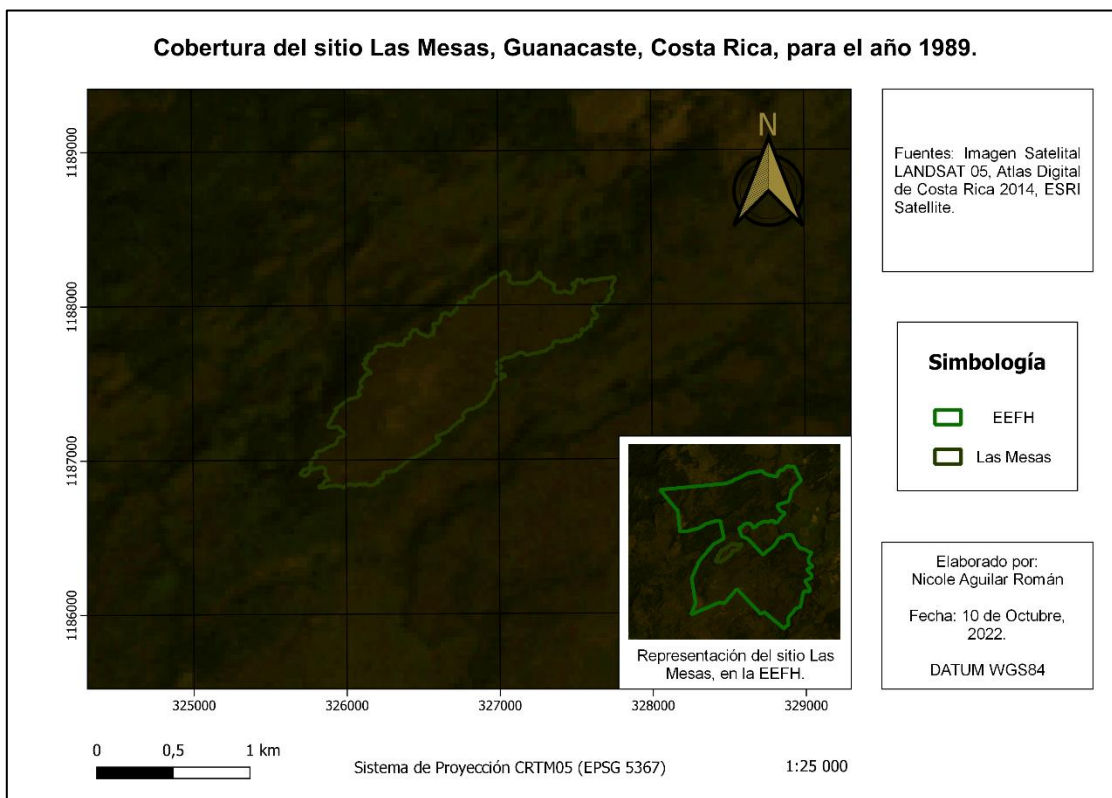 Cobertura del sitio Las Mesas, Guanacaste, Costa Rica, para el año 1989.
N
1189000
1188000
1187000
1186000
325000
326000
327000
328000
329000
Representación del sitio Las
Mesas, en la EEFH.
Fuentes: Imagen Satelital
LANDSAT 05, Atlas Digital
de Costa Rica 2014, ESRI
Satellite.
Simbología
EEFH
Las Mesas
Elaborado por:
Nicole Aguilar Román
Fecha: 10 de Octubre,
2022.
DATUM WGS84
0 0,5 1 km
Sistema de Proyección CRTM05 (EPSG 5367)
1:25 000